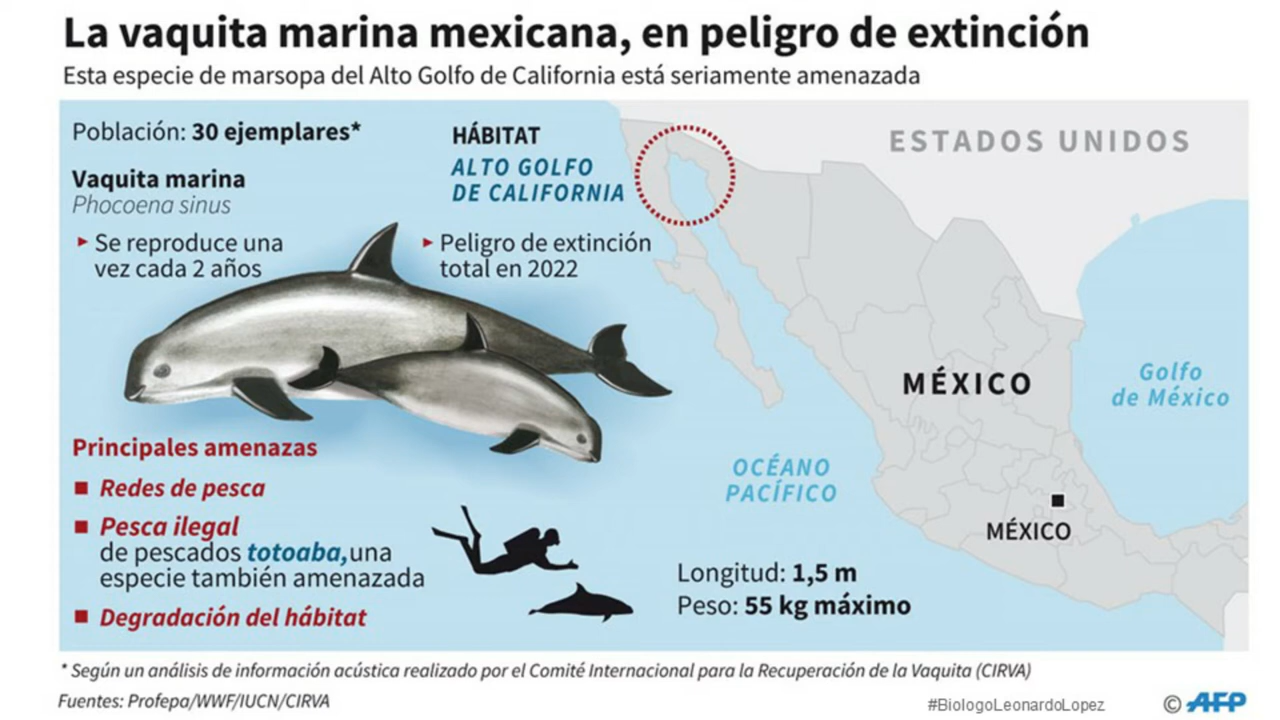 La vaquita marina mexicana, en peligro de extinción
Esta especie de marsopa del Alto Golfo de California está seriamente amenazada
Población: 30 ejemplares*
Vaquita marina
Phocoena sinus
▸ Se reproduce una
vez cada 2 años
HÁBITAT
ALTO GOLFO
DE CALIFORNIA
▸ Peligro de extinción
total en 2022
ESTADOS UNIDOS
MÉXICO
Golfo
de México
OCÉANO
PACÍFICO
MÉXICO
Principales amenazas
■ Redes de pesca
■ Pesca ilegal
de pescados totoaba,una
especie también amenazada
■ Degradación del hábitat
Longitud: 1,5 m
Peso: 55 kg máximo
* Según un análisis de información acústica realizado por el Comité Internacional para la Recuperación de la Vaquita (CIRVA)
Fuentes: Profepa/WWF/IUCN/CIRVA
#BiologoLeonardoLopez
© AFP